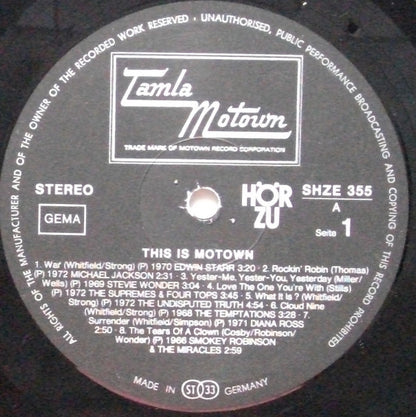 ALL RIGHTS OF THE MANUFACTURER AND OF THE OWNER OF THE RECORDED WORK RESERVED · UNAUTHORISED, PUBLIC PERFORMANCE BROADCASTING AND COPYING OF THIS RECORD PROHIBITED
Tamla
Motown
TRADE MARK OF MOTOWN RECORD CORPORATION
STEREO
GEMA
HÖR
ZU
SHZE 355
A
Seite 1
THIS IS MOTOWN
1. War (Whitfield/Strong) (P) 1970 EDWIN STARR 3:20 · 2. Rockin' Robin (Thomas)
(P) 1972 MICHAEL JACKSON 2:31 · 3. Yester-Me, Yester-You, Yesterday (Miller/
Wells) (P) 1969 STEVIE WONDER 3:04 · 4. Love The One You're With (Stills)
(P) 1972 THE SUPREMES & FOUR TOPS 3:45 · 5. What It Is ? (Whitfield/
Strong) (P) 1972 THE UNDISPUTED TRUTH 4:54 · 6. Cloud Nine
(Whitfield/Strong) (P) 1968 THE TEMPTATIONS 3:28 · 7.
Surrender (Whitfield/Simpson) (P) 1971 DIANA ROSS
2:50 · 8. The Tears Of A Clown (Cosby/Robinson/
Wonder) (P) 1966 SMOKEY ROBINSON
& THE MIRACLES 2:59
MADE IN ST 33 GERMANY